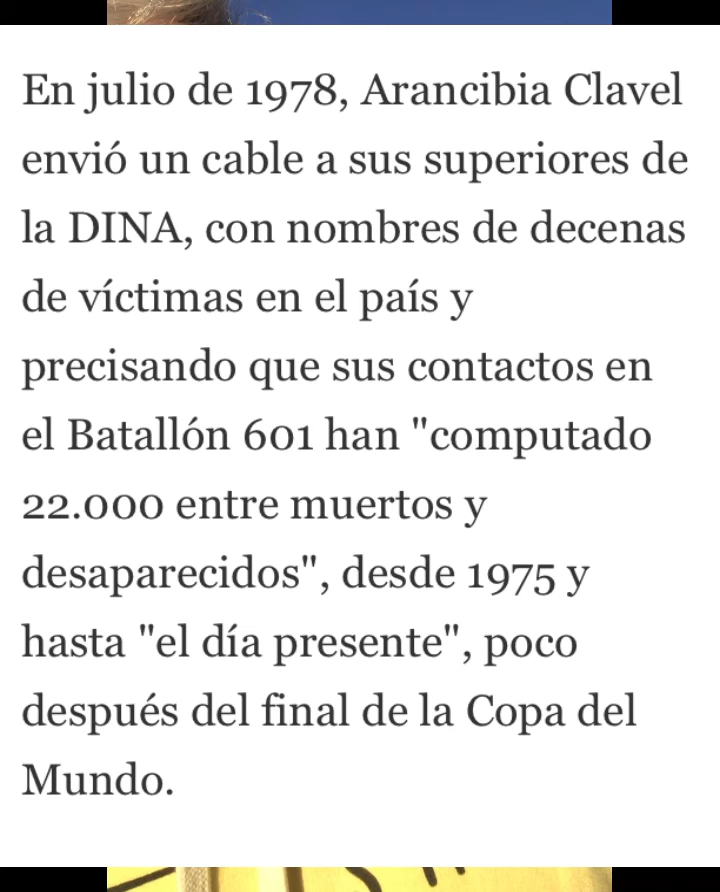 En julio de 1978, Arancibia Clavel
envió un cable a sus superiores de
la DINA, con nombres de decenas
de víctimas en el país y
precisando que sus contactos en
el Batallón 601 han "computado
22.000 entre muertos y
desaparecidos", desde 1975 y
hasta "el día presente", poco
después del final de la Copa del
Mundo.